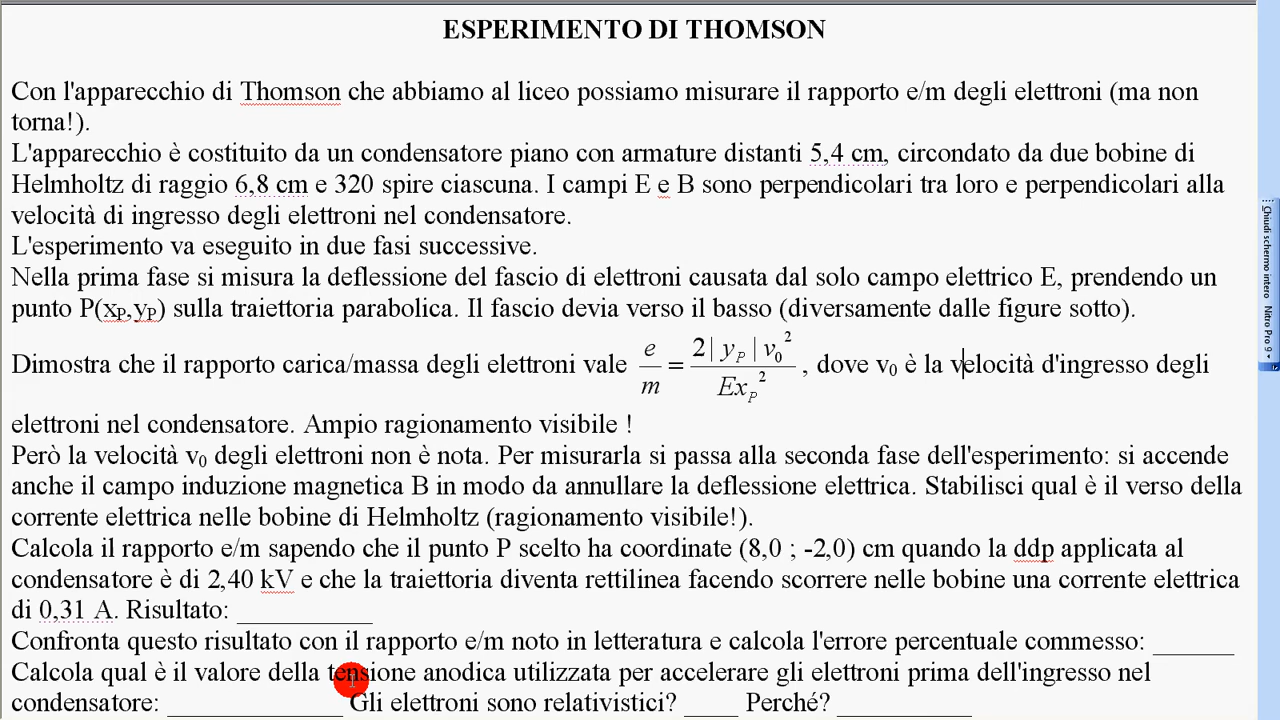 ESPERIMENTO DI THOMSON
Con l'apparecchio di Thomson che abbiamo al liceo possiamo misurare il rapporto e/m degli elettroni (ma non
torna!).
L'apparecchio è costituito da un condensatore piano con armature distanti 5,4 cm, circondato da due bobine di
Helmholtz di raggio 6,8 cm e 320 spire ciascuna. I campi E e B sono perpendicolari tra loro e perpendicolari alla
velocità di ingresso degli elettroni nel condensatore.
L'esperimento va eseguito in due fasi successive.
Nella prima fase si misura la deflessione del fascio di elettroni causata dal solo campo elettrico E, prendendo un
punto P(xₚ,yₚ) sulla traiettoria parabolica. Il fascio devia verso il basso (diversamente dalle figure sotto).
Dimostra che il rapporto carica/massa degli elettroni vale e/m = 2|yₚ|v₀²/Exₚ², dove v₀ è la velocità d'ingresso degli
elettroni nel condensatore. Ampio ragionamento visibile !
Però la velocità v₀ degli elettroni non è nota. Per misurarla si passa alla seconda fase dell'esperimento: si accende
anche il campo induzione magnetica B in modo da annullare la deflessione elettrica. Stabilisci qual è il verso della
corrente elettrica nelle bobine di Helmholtz (ragionamento visibile!).
Calcola il rapporto e/m sapendo che il punto P scelto ha coordinate (8,0 ; -2,0) cm quando la ddp applicata al
condensatore è di 2,40 kV e che la traiettoria diventa rettilinea facendo scorrere nelle bobine una corrente elettrica
di 0,31 A. Risultato: __________
Confronta questo risultato con il rapporto e/m noto in letteratura e calcola l'errore percentuale commesso: ______
Calcola qual è il valore della tensione anodica utilizzata per accelerare gli elettroni prima dell'ingresso nel
condensatore: _____________ Gli elettroni sono relativistici? ____ Perché? __________
Chiudi schermo intero Nitro Pro 9